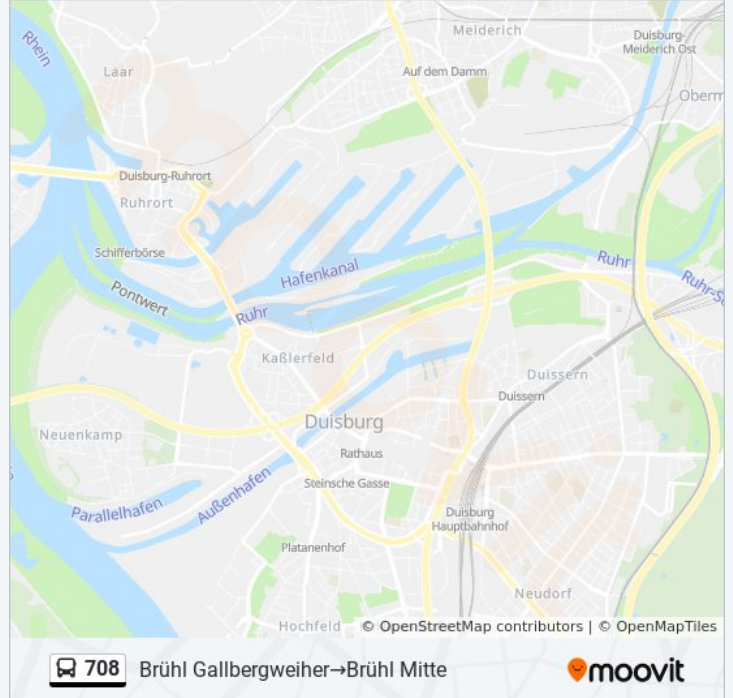 Rhein
Laar
Meiderich
Duisburg-
Meiderich Ost
Auf dem Damm
Duisburg-Ruhrort
Ruhrort
Schifferbörse
Pontwert
Hafenkanal
Ruhr
Ruhr
Kaßlerfeld
Duissern
Duissern
Duisburg
Neuenkamp
Rathaus
Steinsche Gasse
Parallelhafen
Außenhafen
Duisburg
Hauptbahnhof
Platanenhof
Neudorf
Hochfeld
© OpenStreetMap contributors | © OpenMapTiles
708 Brühl Gallbergweiher→Brühl Mitte
moovit